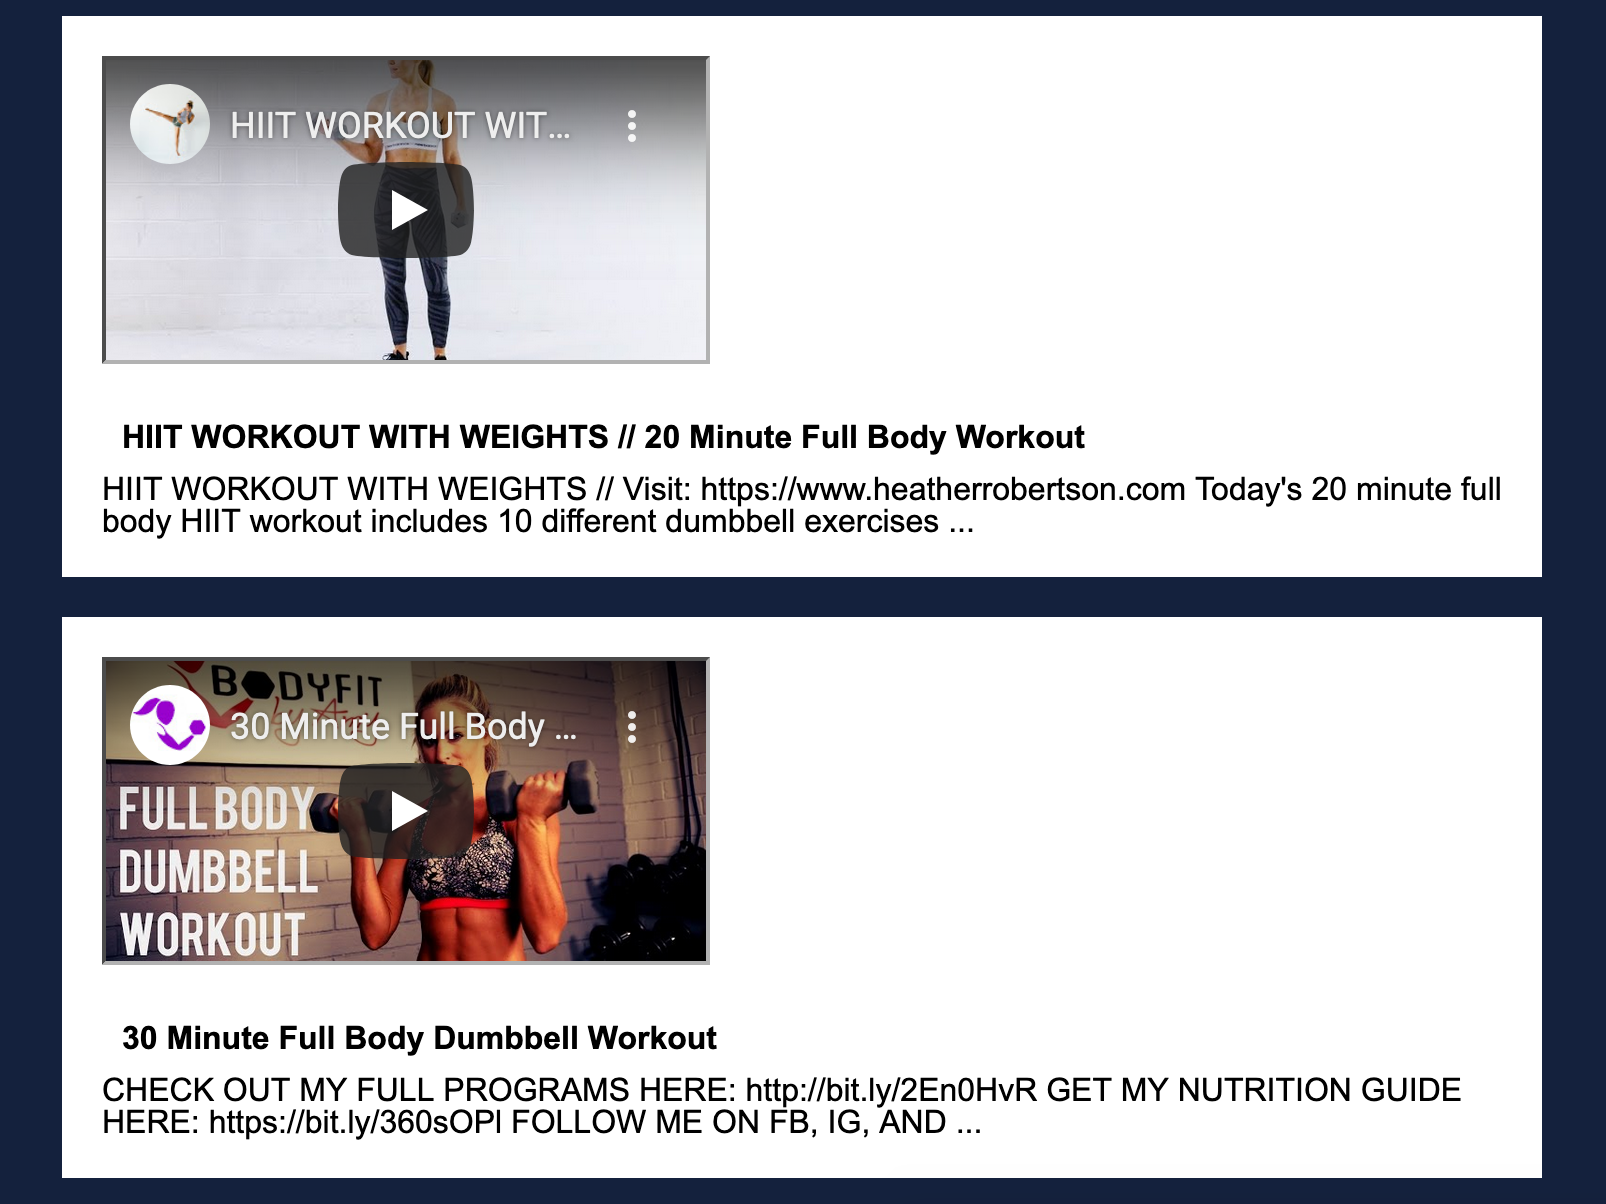 HIIT WORKOUT WIT...
HIIT WORKOUT WITH WEIGHTS // 20 Minute Full Body Workout
HIIT WORKOUT WITH WEIGHTS // Visit: https://www.heatherrobertson.com Today's 20 minute full
body HIIT workout includes 10 different dumbbell exercises ...
BODYFIT
by Amy
30 Minute Full Body ...
FULL BODY
DUMBBELL
WORKOUT
30 Minute Full Body Dumbbell Workout
CHECK OUT MY FULL PROGRAMS HERE: http://bit.ly/2En0HvR GET MY NUTRITION GUIDE
HERE: https://bit.ly/360sOPl FOLLOW ME ON FB, IG, AND ...